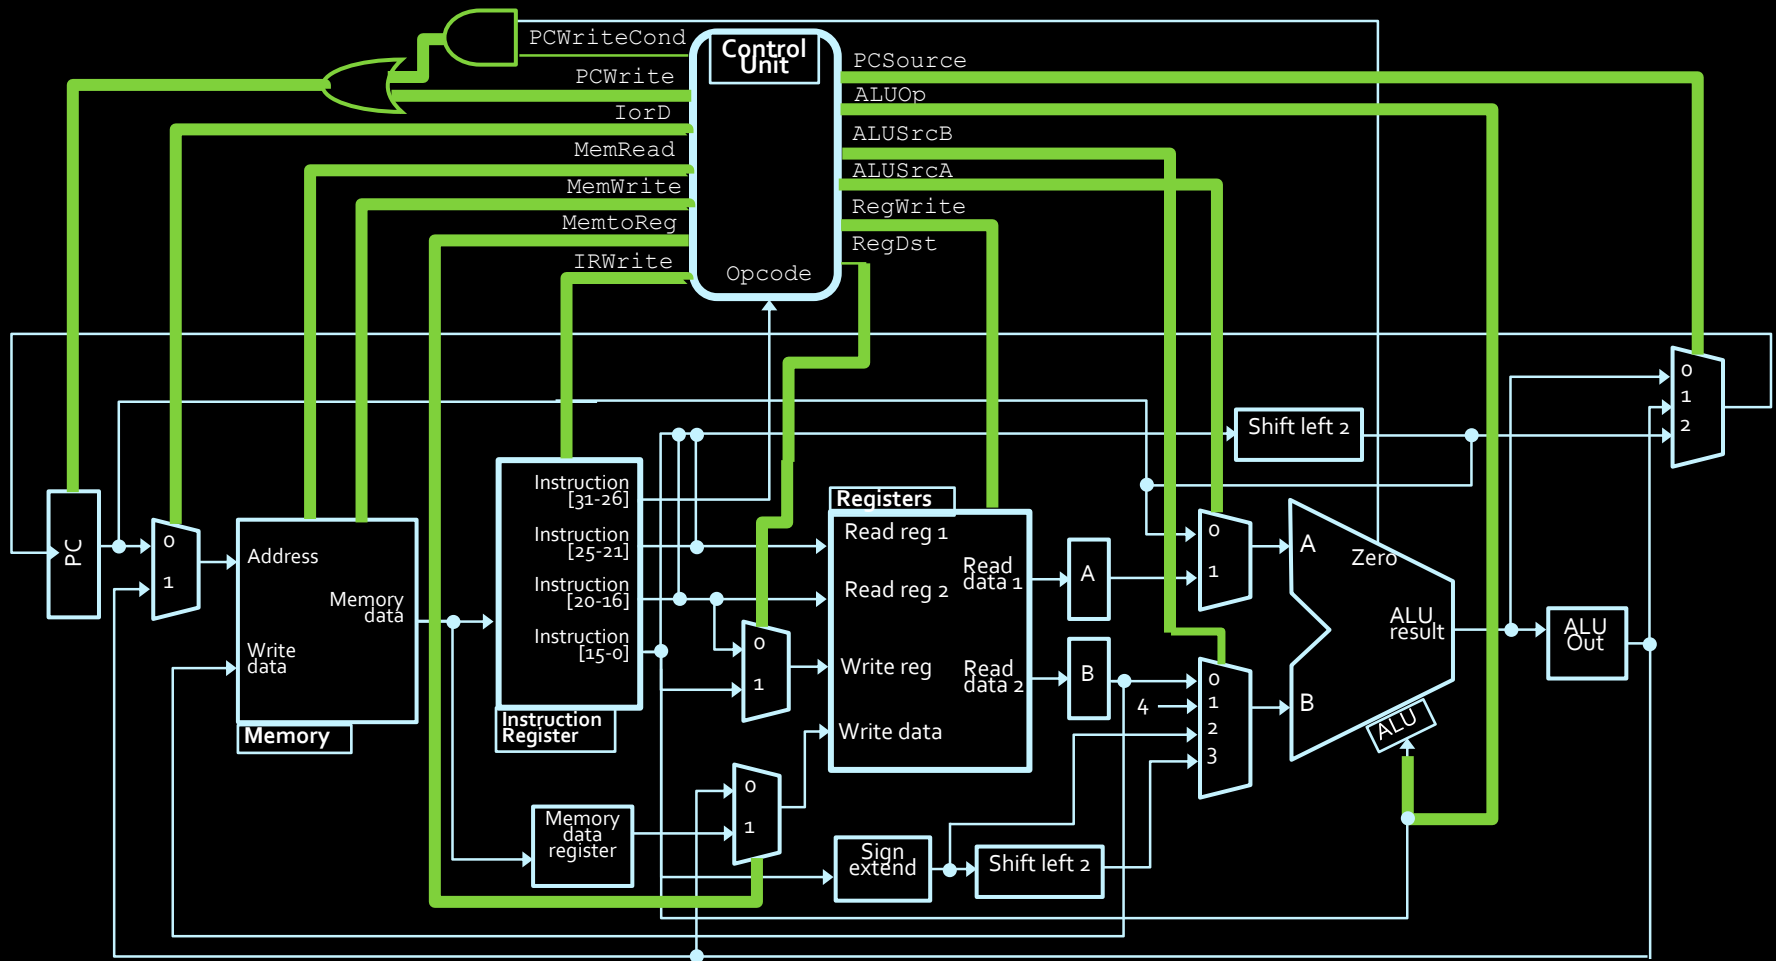 PCWriteCond
PCWrite
IorD
MemRead
MemWrite
MemtoReg
IRWrite
Control
Unit
Opcode
PCSource
ALUOp
ALUSrcB
ALUSrcA
RegWrite
RegDst
0
1
2
Shift left 2
PC
0
1
Address
Memory
data
Write
data
Memory
Instruction
[31-26]
Instruction
[25-21]
Instruction
[20-16]
Instruction
[15-0]
Instruction
Register
0
1
Registers
Read reg 1
Read reg 2
Write reg
Write data
Read
data 1
Read
data 2
A
B
0
1
4
0
1
2
3
A
B
Zero
ALU
result
ALU
ALU
Out
Memory
data
register
0
1
Sign
extend
Shift left 2